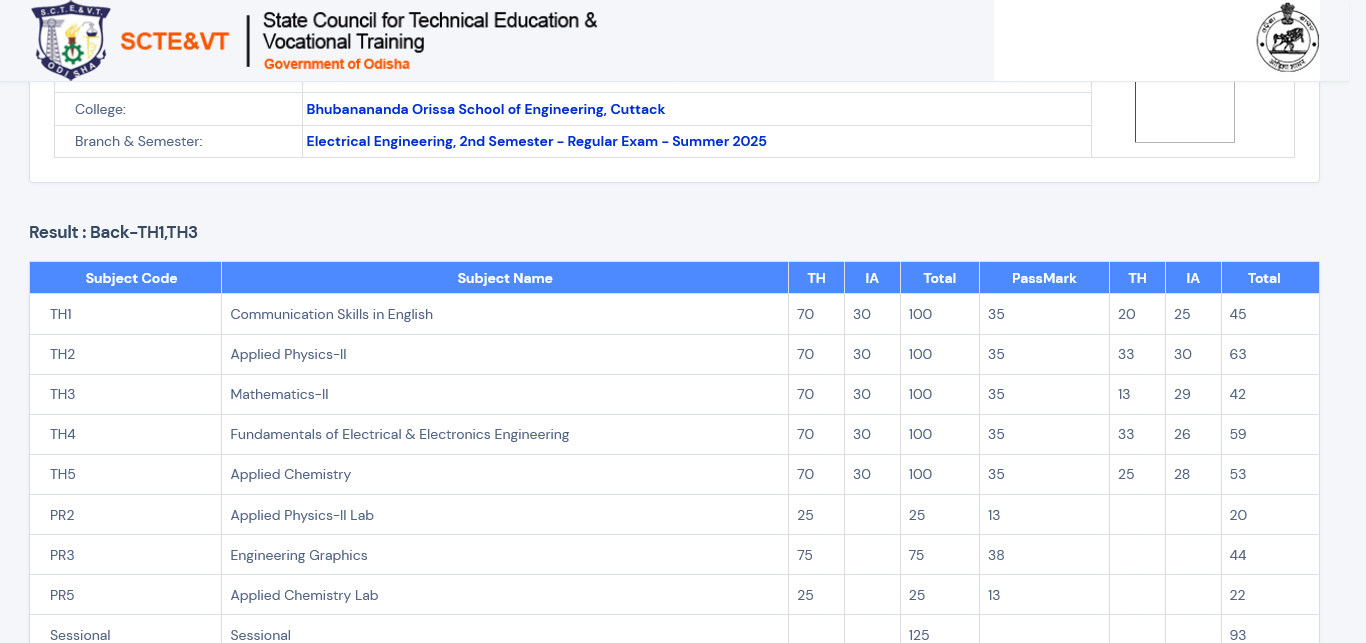 S.C.T.E.&V.T.
ODISHA
SCTE&VT
State Council for Technical Education &
Vocational Training
Government of Odisha
College: Bhubanananda Orissa School of Engineering, Cuttack
Branch & Semester: Electrical Engineering, 2nd Semester - Regular Exam - Summer 2025
Result : Back-TH1,TH3
Subject Code Subject Name TH IA Total PassMark TH IA Total
TH1 Communication Skills in English 70 30 100 35 20 25 45
TH2 Applied Physics-II 70 30 100 35 33 30 63
TH3 Mathematics-II 70 30 100 35 13 29 42
TH4 Fundamentals of Electrical & Electronics Engineering 70 30 100 35 33 26 59
TH5 Applied Chemistry 70 30 100 35 25 28 53
PR2 Applied Physics-II Lab 25 25 13 20
PR3 Engineering Graphics 75 75 38 44
PR5 Applied Chemistry Lab 25 25 13 22
Sessional Sessional 125 93